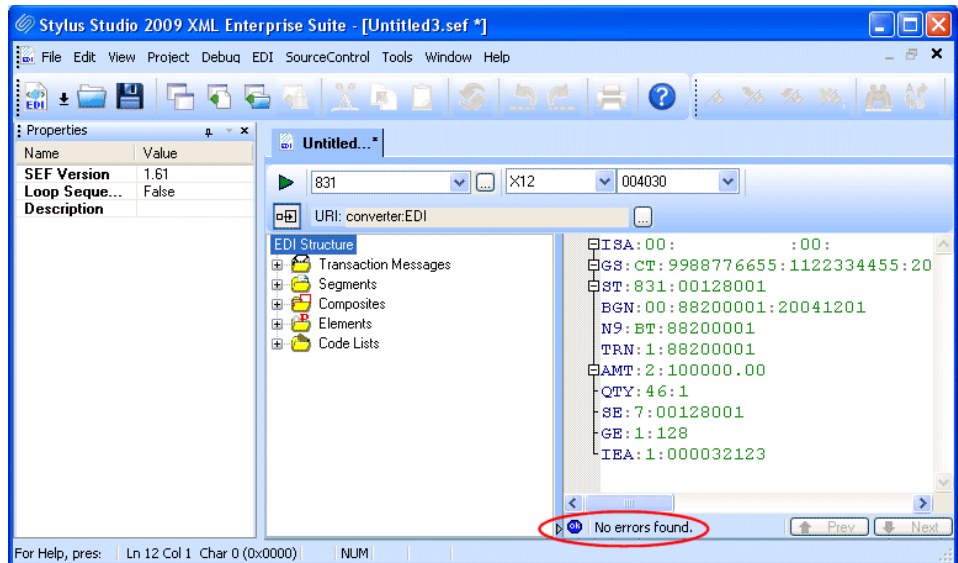 Stylus Studio 2009 XML Enterprise Suite - [Untitled3.sef *]
File Edit View Project Debug EDI SourceControl Tools Window Help
EDI
Properties
Name Value
SEF Version 1.61
Loop Seque... False
Description
Untitled...*
831 ... X12 004030
URI: converter:EDI ...
EDI Structure
Transaction Messages
Segments
Composites
Elements
Code Lists
ISA:00: :00:
GS:CT:9988776655:1122334455:20
ST:831:00128001
BGN:00:88200001:20041201
N9:BT:88200001
TRN:1:88200001
AMT:2:100000.00
QTY:46:1
SE:7:00128001
GE:1:128
IEA:1:000032123
ok No errors found. Prev Next
For Help, pres: Ln 12 Col 1 Char 0 (0x0000) NUM